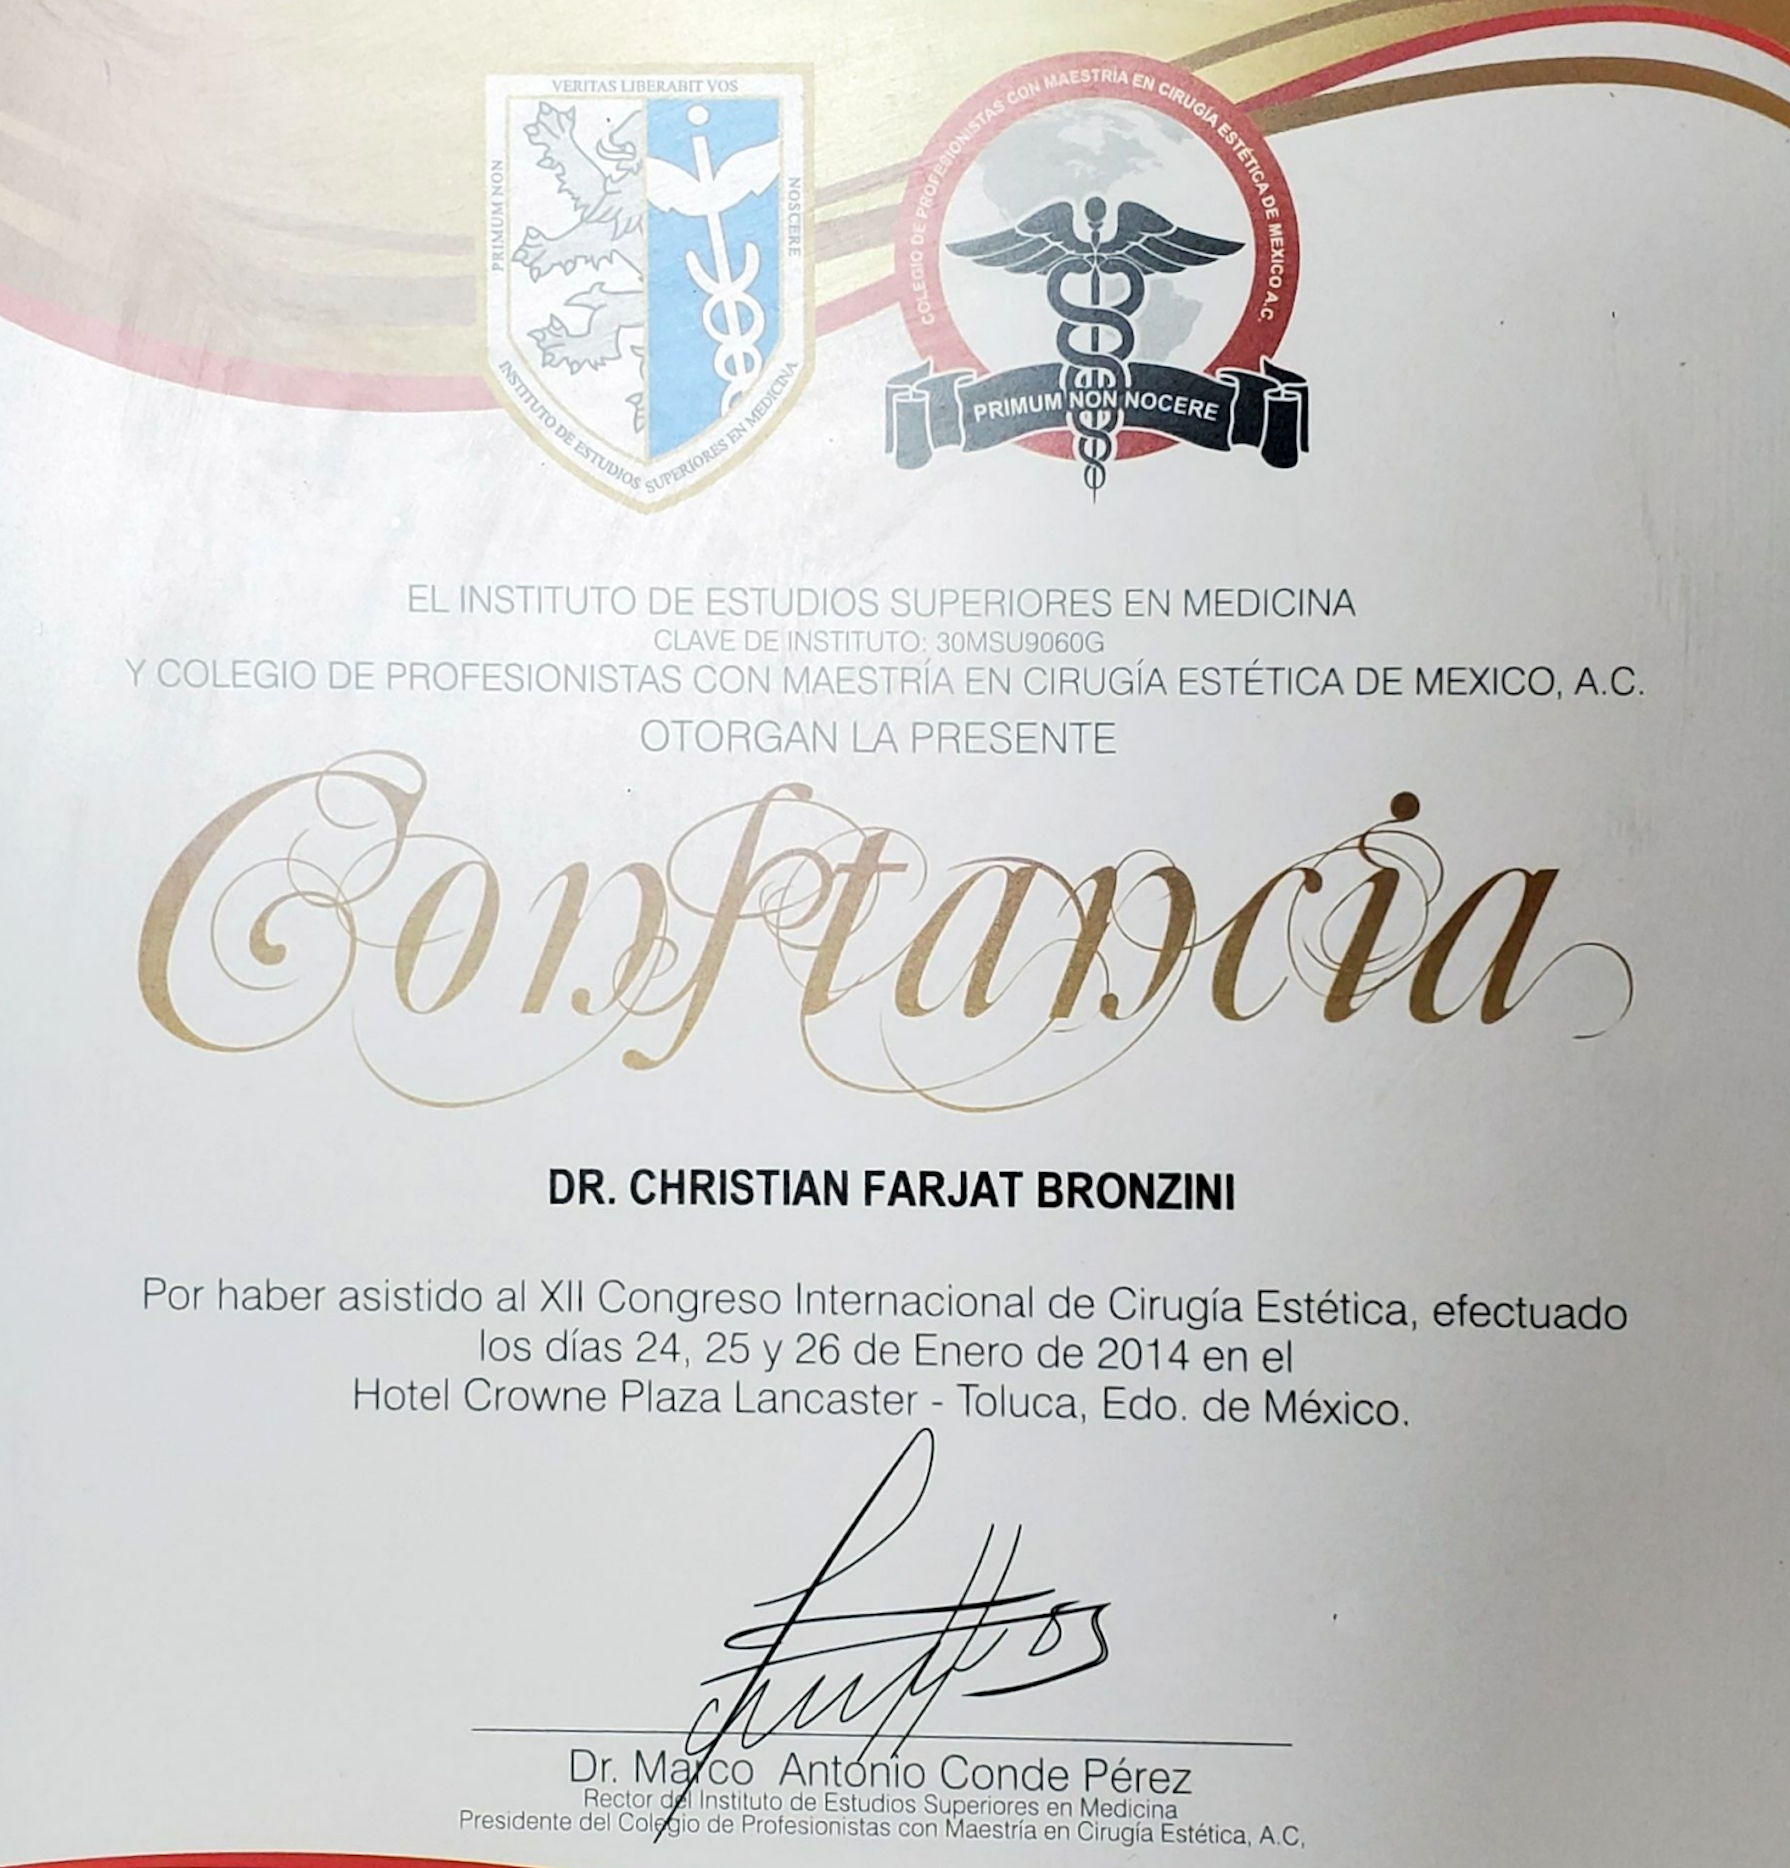 VERITAS LIBERABIT VOS
PRIMUM NON
NOSCERE
INSTITUTO DE ESTUDIOS SUPERIORES EN MEDICINA
COLEGIO DE PROFESIONISTAS CON MAESTRÍA EN CIRUGÍA ESTÉTICA DE MEXICO A.C.
PRIMUM NON NOCERE
EL INSTITUTO DE ESTUDIOS SUPERIORES EN MEDICINA
CLAVE DE INSTITUTO: 30MSU9060G
Y COLEGIO DE PROFESIONISTAS CON MAESTRÍA EN CIRUGÍA ESTÉTICA DE MEXICO, A.C.
OTORGAN LA PRESENTE
Constancia
DR. CHRISTIAN FARJAT BRONZINI
Por haber asistido al XII Congreso Internacional de Cirugía Estética, efectuado
los días 24, 25 y 26 de Enero de 2014 en el
Hotel Crowne Plaza Lancaster - Toluca, Edo. de México.
Dr. Marco Antonio Conde Pérez
Rector del Instituto de Estudios Superiores en Medicina
Presidente del Colegio de Profesionistas con Maestría en Cirugía Estética, A.C,